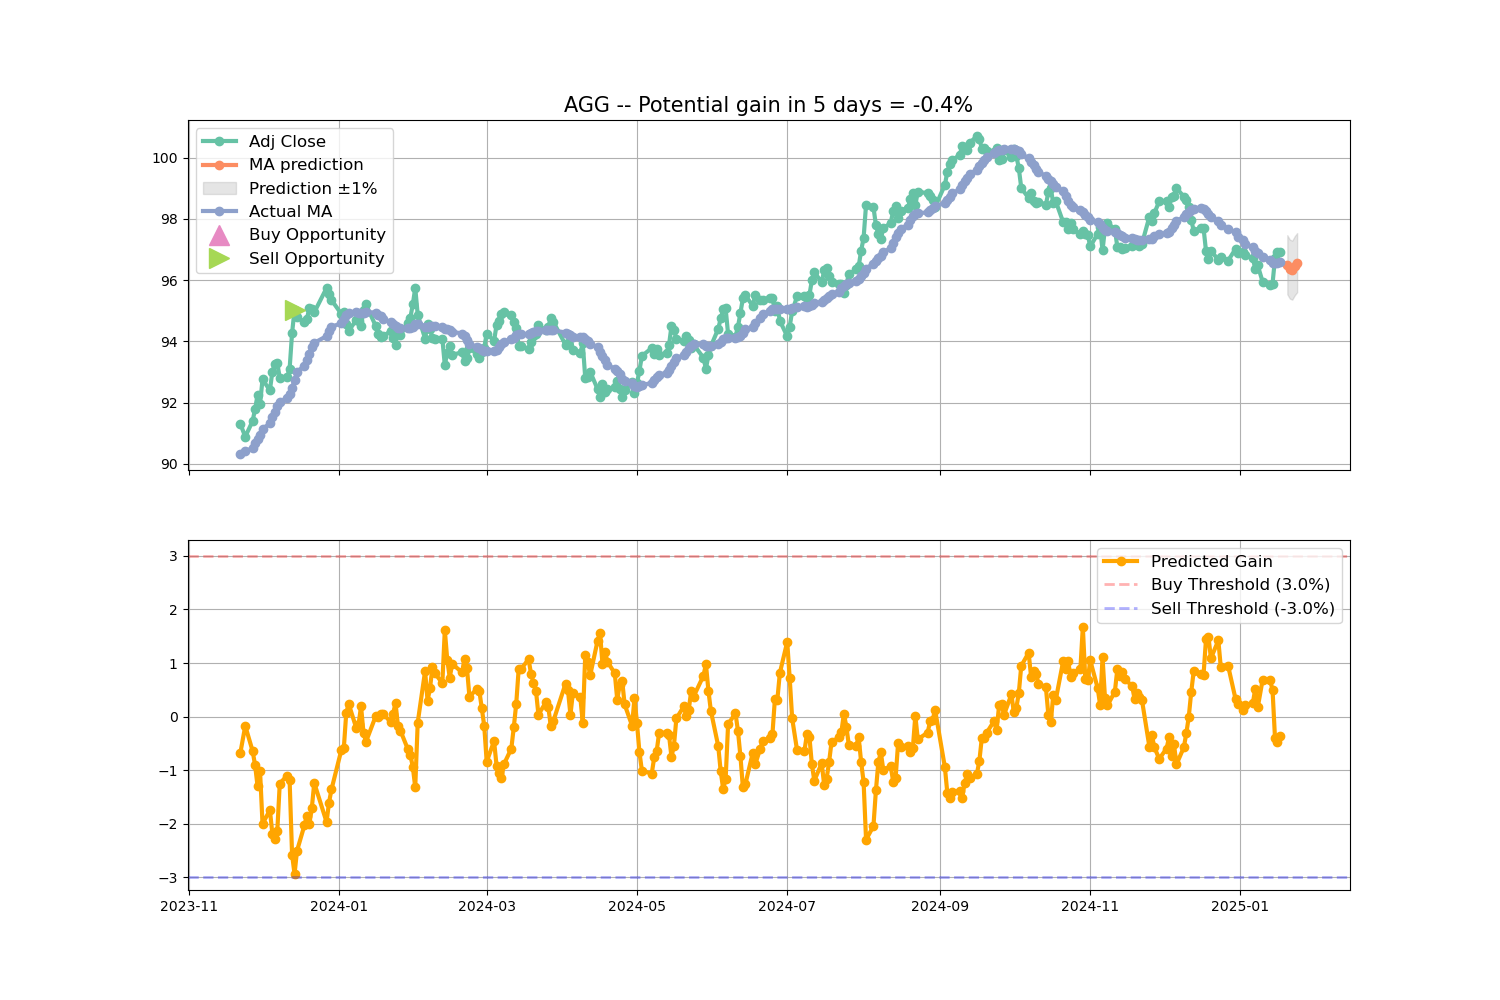 AGG -- Potential gain in 5 days = -0.4%
Adj Close
MA prediction
Prediction ±1%
Actual MA
Buy Opportunity
Sell Opportunity
100
98
96
94
92
90
Predicted Gain
Buy Threshold (3.0%)
Sell Threshold (-3.0%)
3
2
1
0
−1
−2
−3
2023-11 2024-01 2024-03 2024-05 2024-07 2024-09 2024-11 2025-01